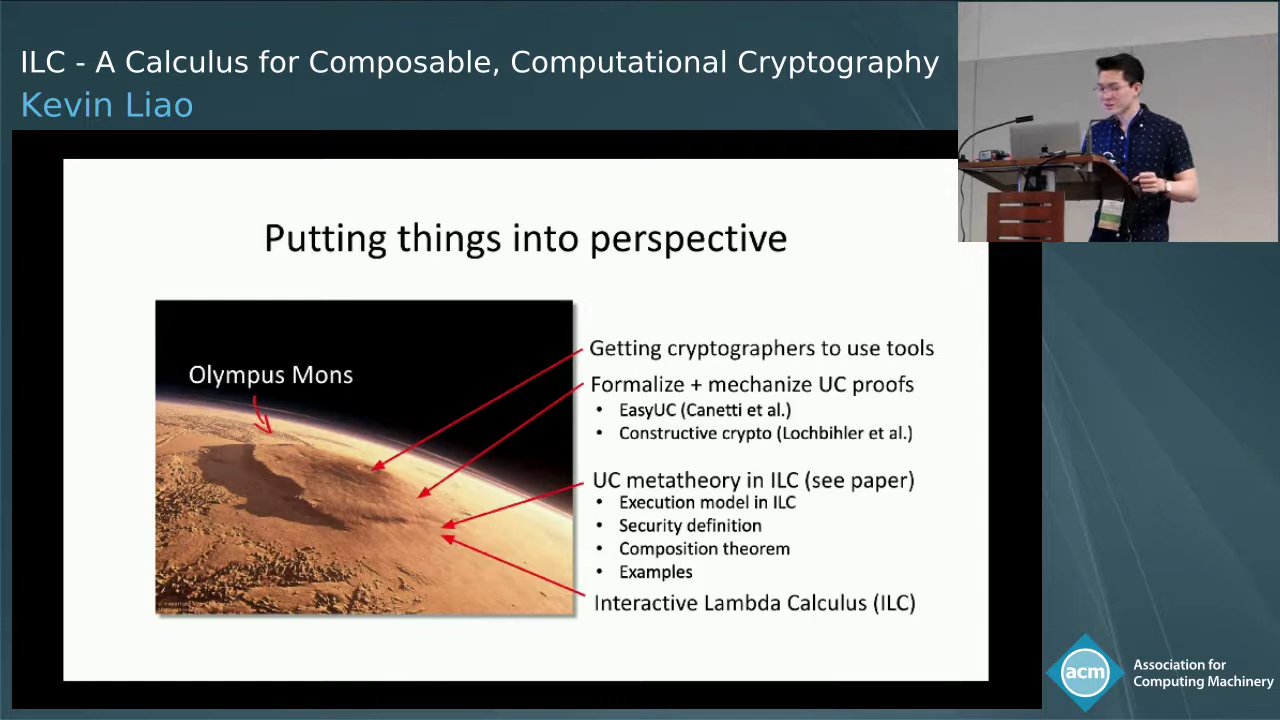 ILC - A Calculus for Composable, Computational Cryptography
Kevin Liao
Putting things into perspective
Olympus Mons
Getting cryptographers to use tools
Formalize + mechanize UC proofs
• EasyUC (Canetti et al.)
• Constructive crypto (Lochbihler et al.)
UC metatheory in ILC (see paper)
• Execution model in ILC
• Security definition
• Composition theorem
• Examples
Interactive Lambda Calculus (ILC)
acm
Association for
Computing Machinery